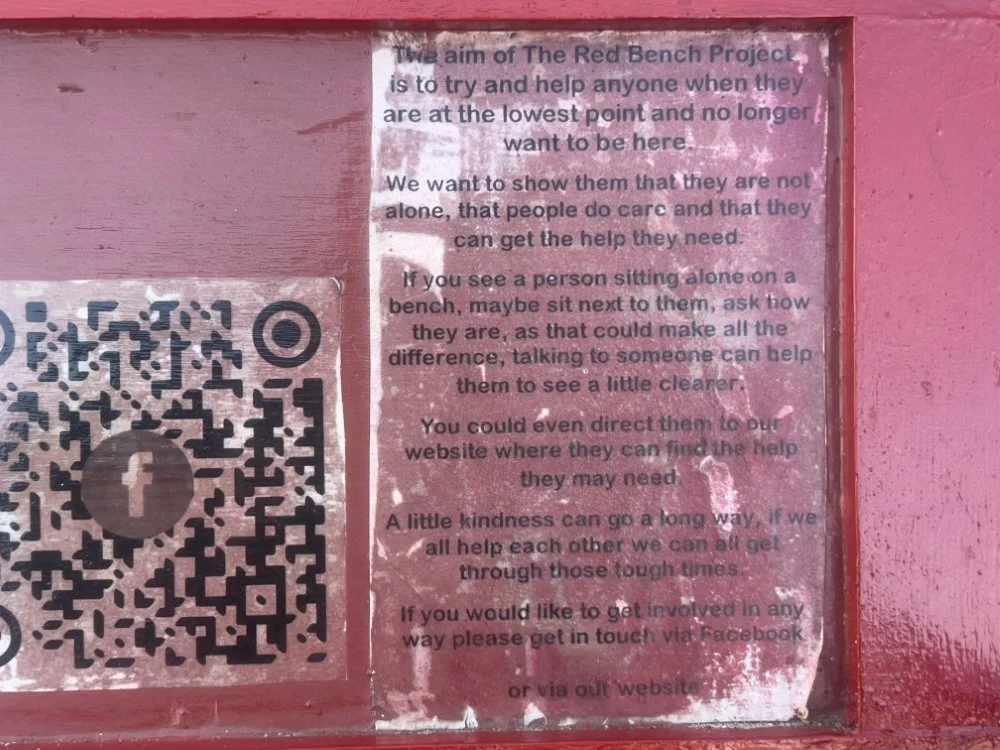 The aim of The Red Bench Project
is to try and help anyone when they
are at the lowest point and no longer
want to be here.
We want to show them that they are not
alone, that people do care and that they
can get the help they need.
If you see a person sitting alone on a
bench, maybe sit next to them, ask how
they are, as that could make all the
difference, talking to someone can help
them to see a little clearer.
You could even direct them to our
website where they can find the help
they may need.
A little kindness can go a long way, if we
all help each other we can all get
through those tough times.
If you would like to get involved in any
way please get in touch via Facebook
or via our website
f